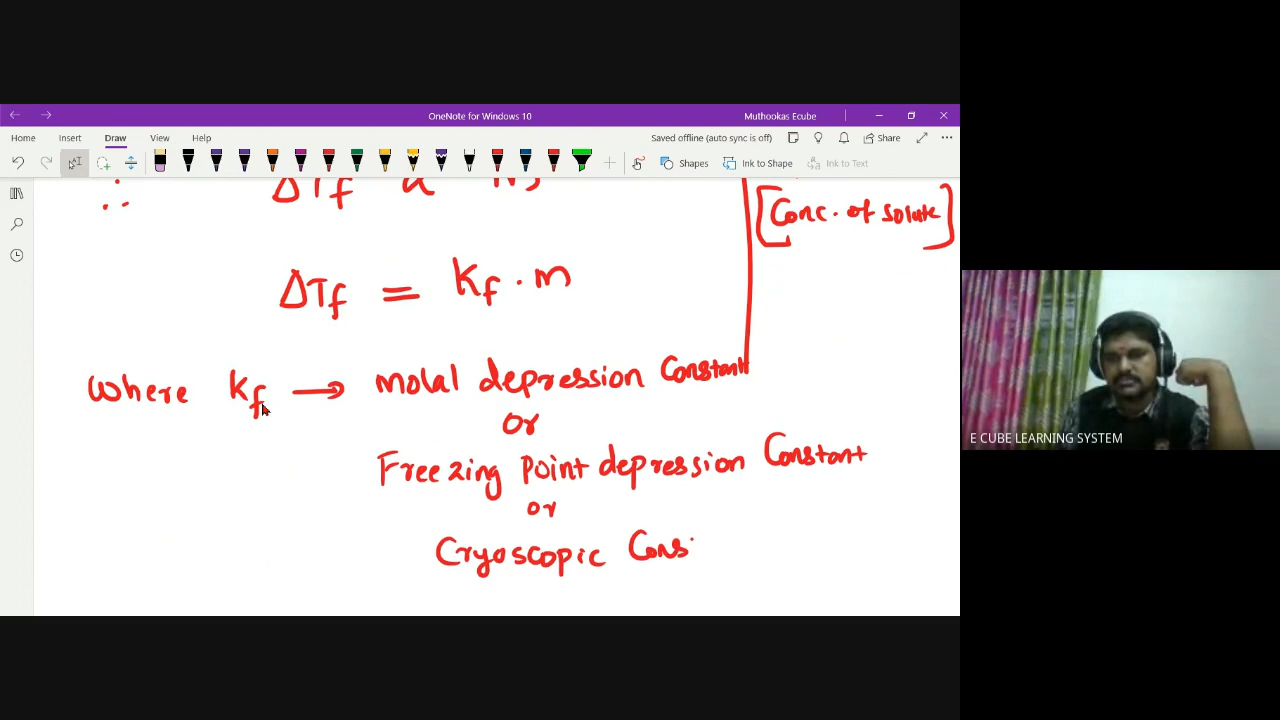 OneNote for Windows 10
Muthookas Ecube
Home Insert Draw View Help
Saved offline (auto sync is off)
Share
Shapes
Ink to Shape
Ink to Text
∴ ΔTf α
[Conc. of solute]
ΔTf = Kf . m
Where Kf → molal depression Constant
Or
Freezing point depression Constant
or
Cryoscopic Cons
E CUBE LEARNING SYSTEM